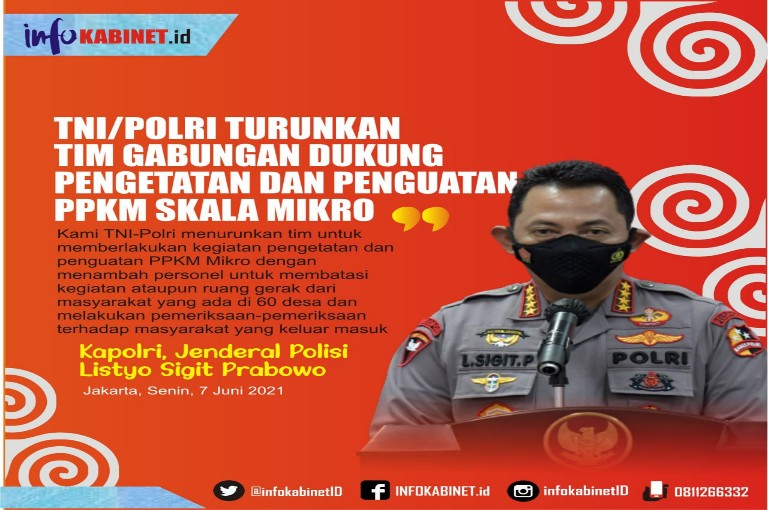 infoKABINET.id
TNI/POLRI TURUNKAN
TIM GABUNGAN DUKUNG
PENGETATAN DAN PENGUATAN
PPKM SKALA MIKRO
Kami TNI-Polri menurunkan tim untuk
memberlakukan kegiatan pengetatan dan
penguatan PPKM Mikro dengan
menambah personel untuk membatasi
kegiatan ataupun ruang gerak dari
masyarakat yang ada di 60 desa dan
melakukan pemeriksaan-pemeriksaan
terhadap masyarakat yang keluar masuk
Kapolri, Jenderal Polisi
Listyo Sigit Prabowo
Jakarta, Senin, 7 Juni 2021
L.SIGIT.P
POLRI
@infokabinetID
INFOKABINET.id
infokabinetID
0811266332